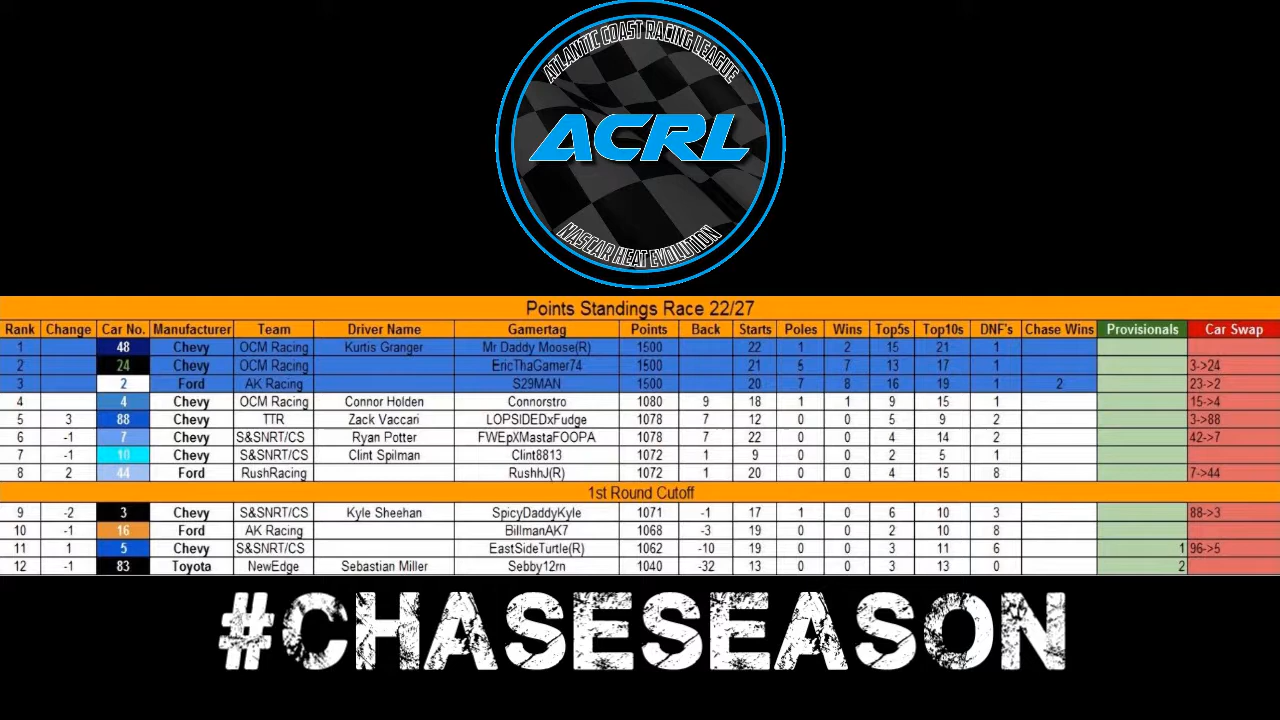 ATLANTIC COAST RACING LEAGUE
ACRL
NASCAR HEAT EVOLUTION
Points Standings Race 22/27
Rank Change Car No. Manufacturer Team Driver Name Gamertag Points Back Starts Poles Wins Top5s Top10s DNF's Chase Wins Provisionals Car Swap
1 48 Chevy OCM Racing Kurtis Granger Mr Daddy Moose(R) 1500 22 1 2 15 21 1
2 24 Chevy OCM Racing EricThaGamer74 1500 21 5 7 13 17 1 3->24
3 2 Ford AK Racing S29MAN 1500 20 7 8 16 19 1 2 23->2
4 4 Chevy OCM Racing Connor Holden Connorstro 1080 9 18 1 1 9 15 1 15->4
5 3 88 Chevy TTR Zack Vaccari LOPSIDEDxFudge 1078 7 12 0 0 5 9 2 3->88
6 -1 7 Chevy S&SNRT/CS Ryan Potter FWEpXMastaFOOPA 1078 7 22 0 0 4 14 2 42->7
7 -1 10 Chevy S&SNRT/CS Clint Spilman Clint8813 1072 1 9 0 0 2 5 1
8 2 44 Ford RushRacing RushhJ(R) 1072 1 20 0 0 4 15 8 7->44
1st Round Cutoff
9 -2 3 Chevy S&SNRT/CS Kyle Sheehan SpicyDaddyKyle 1071 -1 17 1 0 6 10 3 88->3
10 -1 16 Ford AK Racing BillmanAK7 1068 -3 19 0 0 2 10 8
11 1 5 Chevy S&SNRT/CS EastSideTurtle(R) 1062 -10 19 0 0 3 11 6 1 96->5
12 -1 83 Toyota NewEdge Sebastian Miller Sebby12rn 1040 -32 13 0 0 3 13 0 2
#CHASESEASON